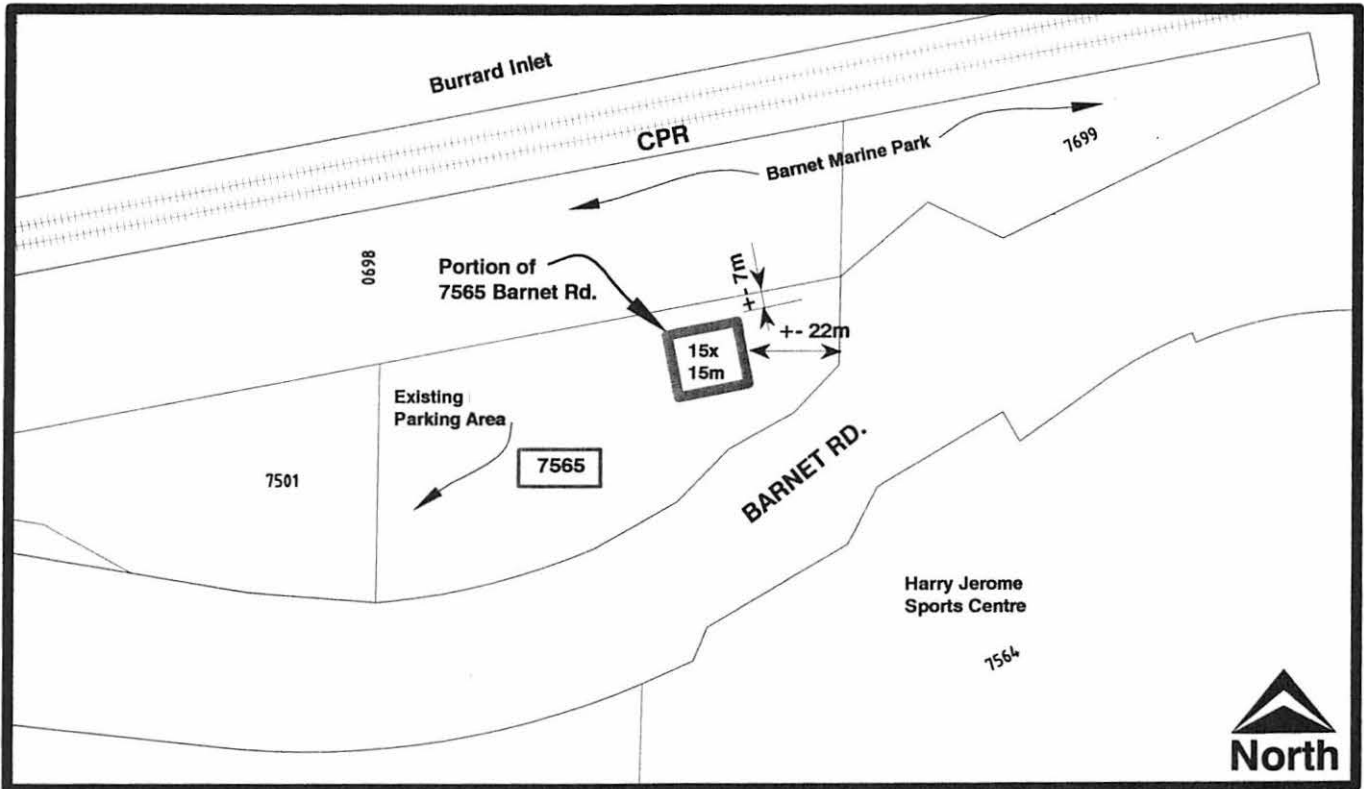 Burrard Inlet
CPR
Barnet Marine Park
7699
0698
Portion of
7565 Barnet Rd.
+- 7m
+- 22m
15x
15m
Existing
Parking Area
7565
7501
BARNET RD.
Harry Jerome
Sports Centre
7564
North